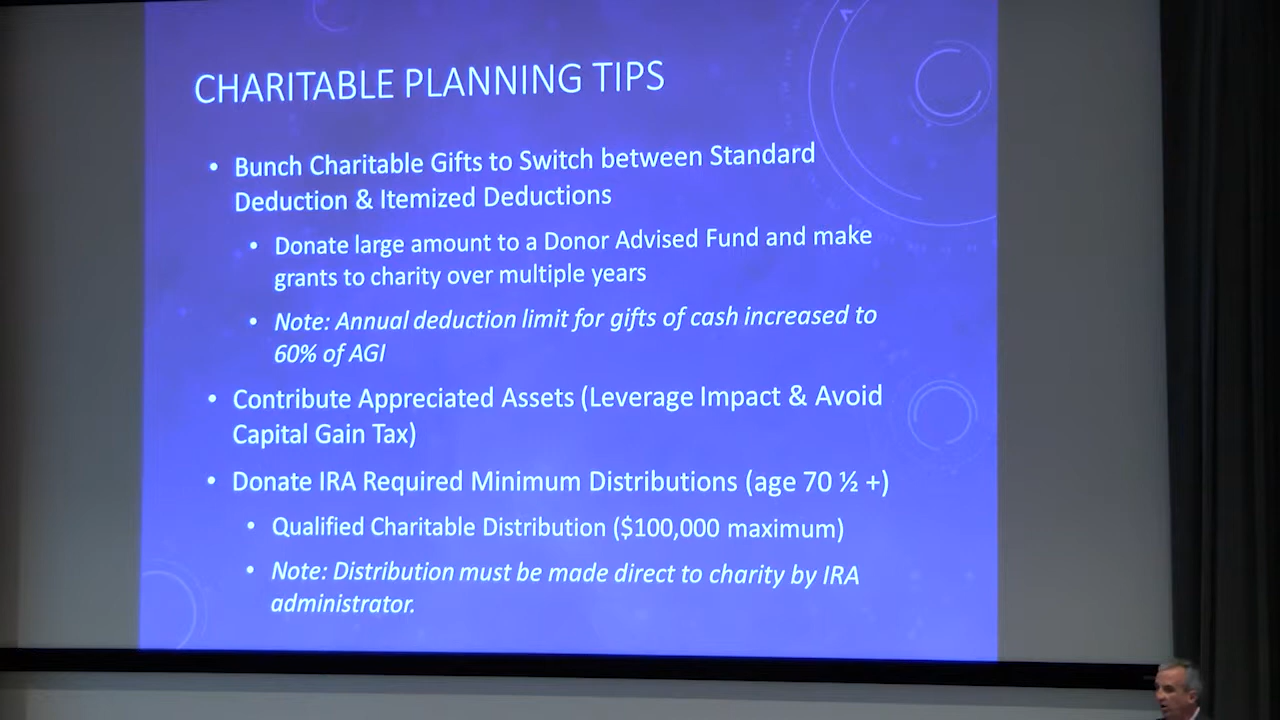 CHARITABLE PLANNING TIPS
• Bunch Charitable Gifts to Switch between Standard
Deduction & Itemized Deductions
• Donate large amount to a Donor Advised Fund and make
grants to charity over multiple years
• Note: Annual deduction limit for gifts of cash increased to
60% of AGI
• Contribute Appreciated Assets (Leverage Impact & Avoid
Capital Gain Tax)
• Donate IRA Required Minimum Distributions (age 70 ½ +)
• Qualified Charitable Distribution ($100,000 maximum)
• Note: Distribution must be made direct to charity by IRA
administrator.